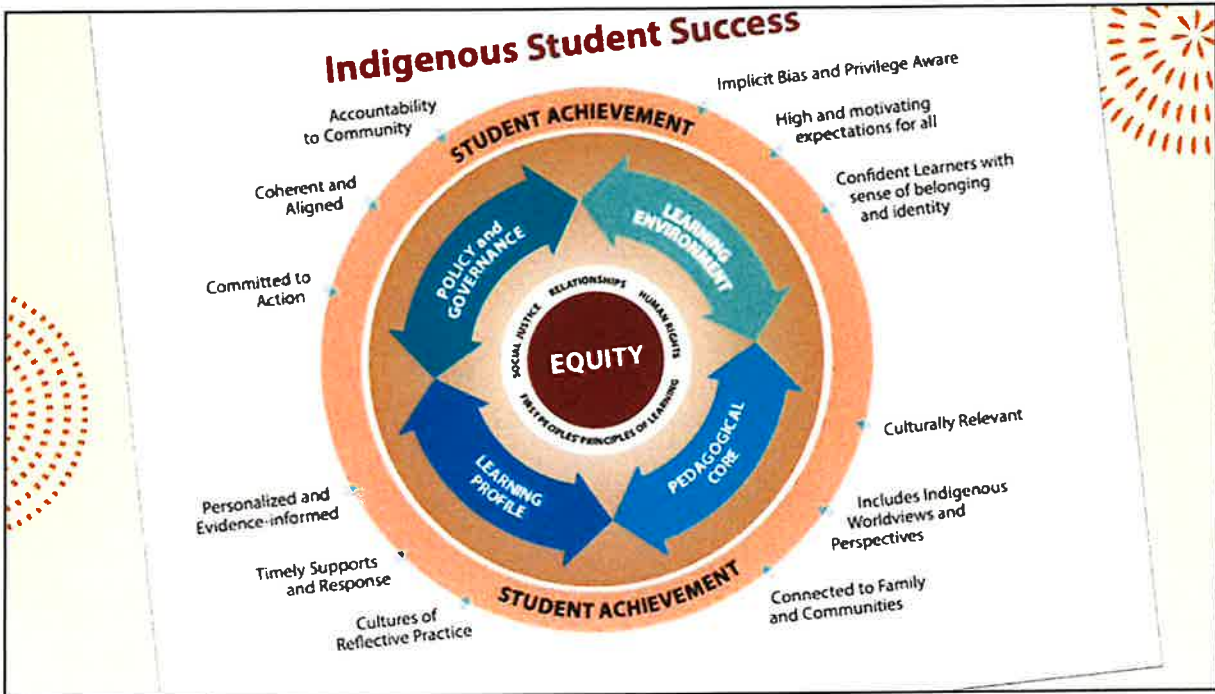 Indigenous Student Success
Accountability
to Community
Coherent and
Aligned
Committed to
Action
Implicit Bias and Privilege Aware
High and motivating
expectations for all
Confident Learners with
sense of belonging
and identity
STUDENT ACHIEVEMENT
POLICY and
GOVERNANCE
LEARNING
ENVIRONMENT
SOCIAL JUSTICE
RELATIONSHIPS
HUMAN RIGHTS
EQUITY
FIRST PEOPLES' PRINCIPLES OF LEARNING
LEARNING
PROFILE
PEDAGOGICAL
CORE
STUDENT ACHIEVEMENT
Personalized and
Evidence-informed
Timely Supports
and Response
Cultures of
Reflective Practice
Culturally Relevant
Includes Indigenous
Worldviews and
Perspectives
Connected to Family
and Communities